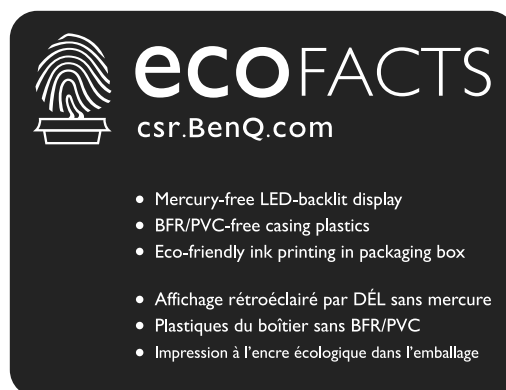 ecoFACTS
csr.BenQ.com
• Mercury-free LED-backlit display
• BFR/PVC-free casing plastics
• Eco-friendly ink printing in packaging box
• Affichage rétroéclairé par DÉL sans mercure
• Plastiques du boîtier sans BFR/PVC
• Impression à l'encre écologique dans l'emballage